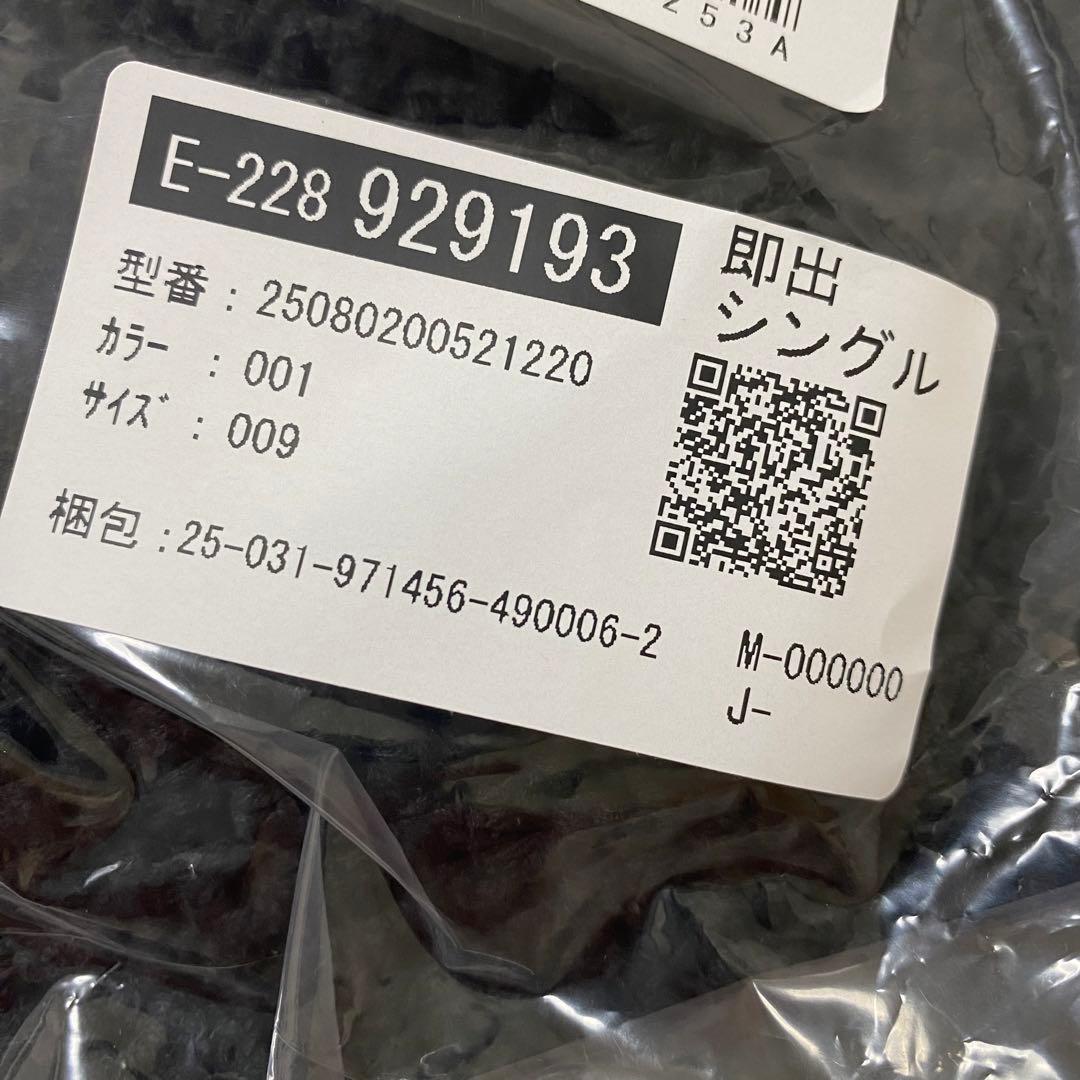 253A
E-228 929193
即出
シングル
型番 : 25080200521220
ｶﾗｰ : 001
ｻｲｽﾞ : 009
梱包 :25-031-971456-490006-2
M-000000
J-